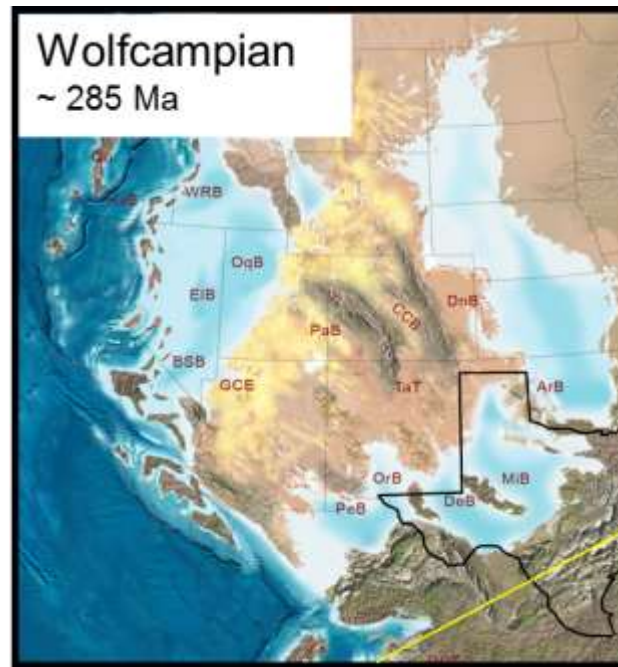 Wolfcampian
~ 285 Ma
WRB
OqB
ElB
DnB
CCB
PaB
BSB
GCE
TaT
ArB
OrB
MiB
DeB
PeB